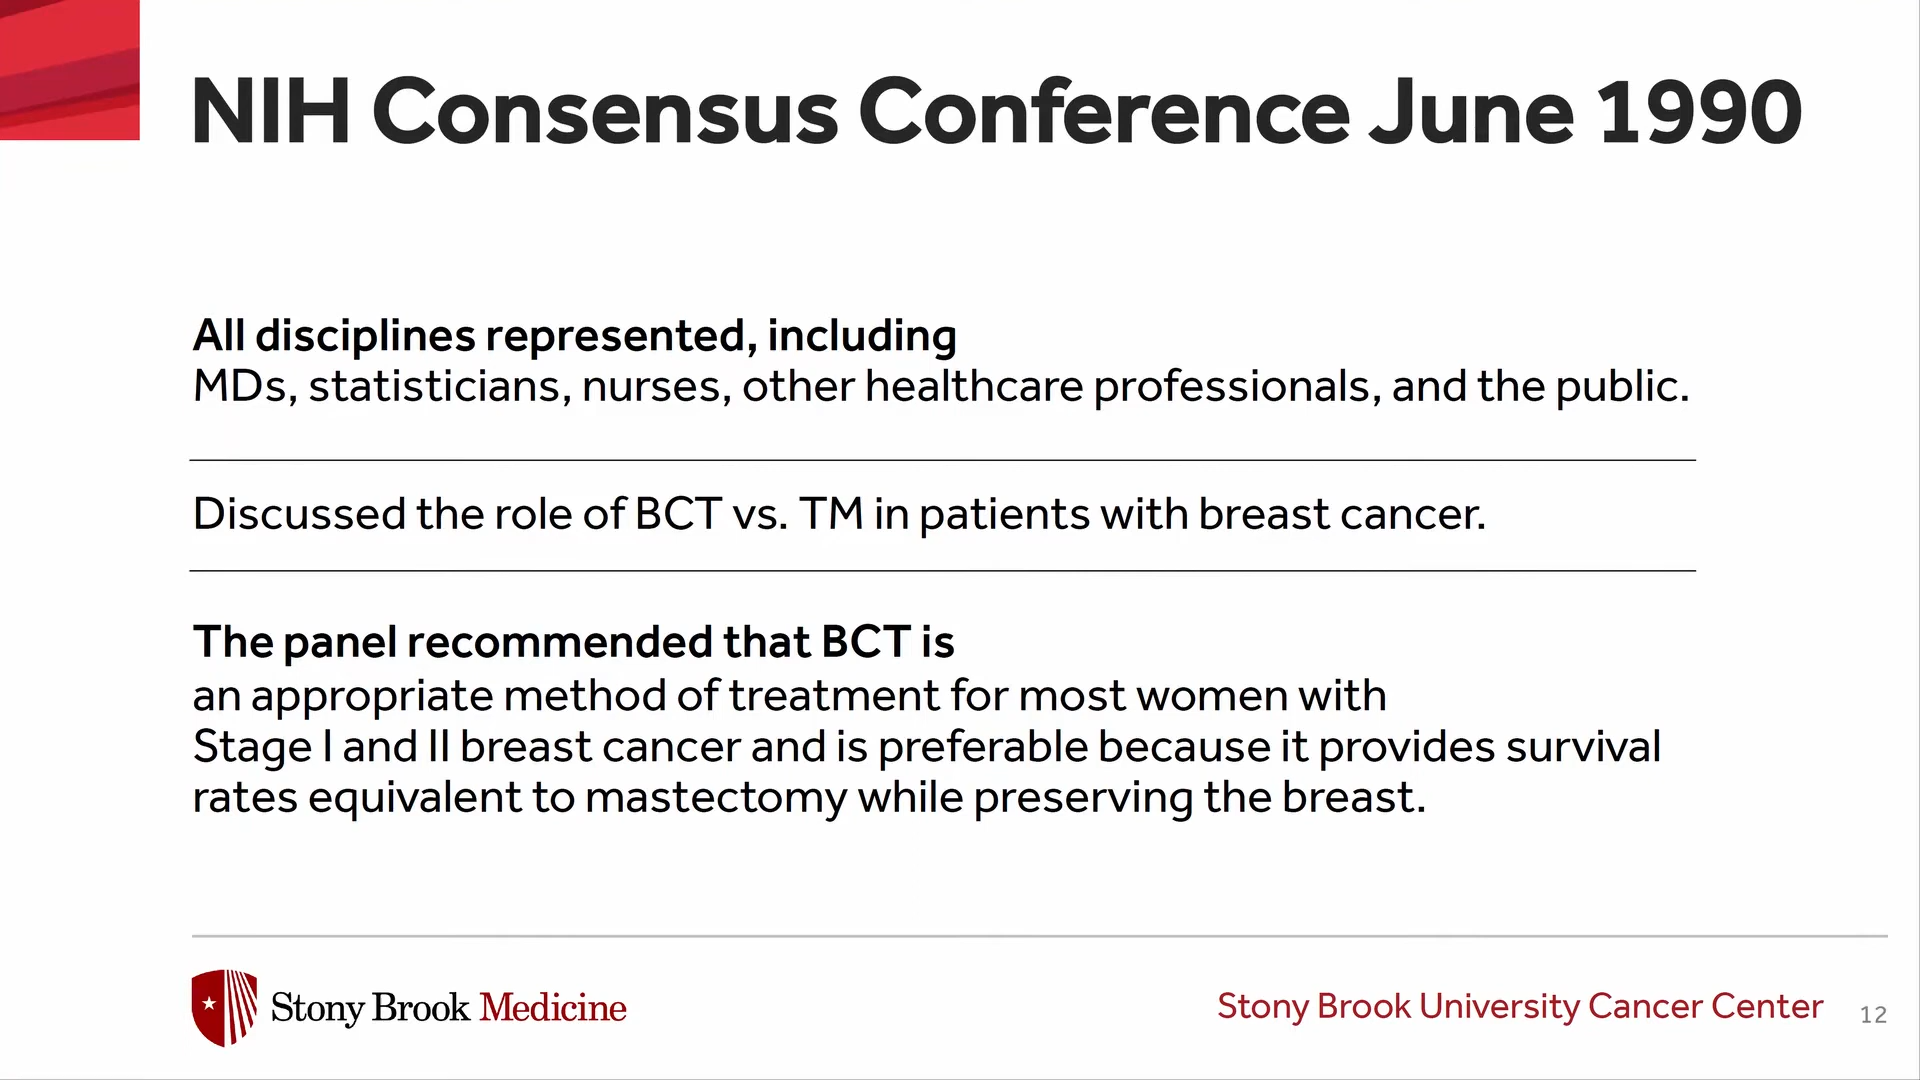 NIH Consensus Conference June 1990
All disciplines represented, including
MDs, statisticians, nurses, other healthcare professionals, and the public.
Discussed the role of BCT vs. TM in patients with breast cancer.
The panel recommended that BCT is
an appropriate method of treatment for most women with
Stage I and II breast cancer and is preferable because it provides survival
rates equivalent to mastectomy while preserving the breast.
Stony Brook Medicine
Stony Brook University Cancer Center
12